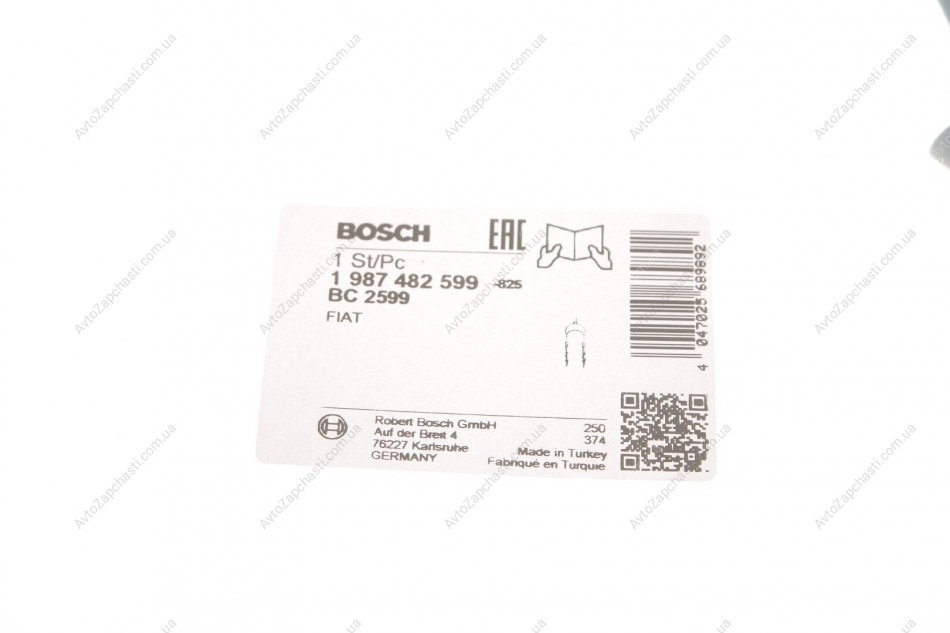 BOSCH
EAC
1 St/Pc
1 987 482 599 -825
BC 2599
FIAT
4 047025 689892
Robert Bosch GmbH
Auf der Breit 4
76227 Karlsruhe
GERMANY
250
374
Made in Turkey
Fabriqué en Turquie
AvtoZapchasti.com.ua